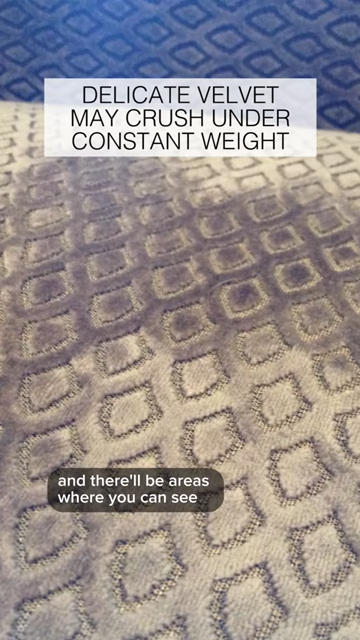 DELICATE VELVET
MAY CRUSH UNDER
CONSTANT WEIGHT
and there'll be areas
where you can see